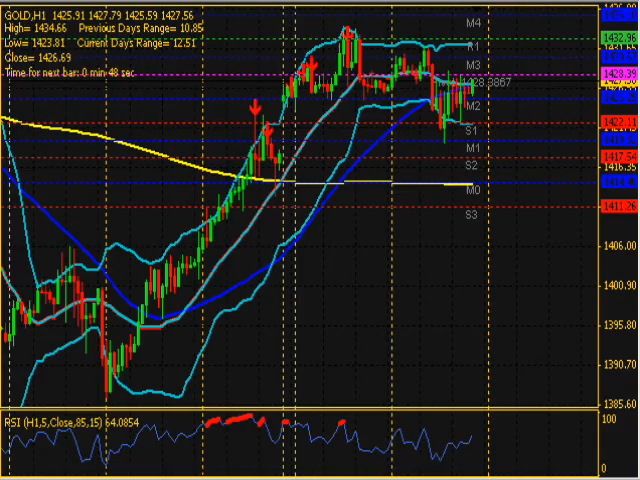 GOLD,H1 1425.91 1427.79 1425.59 1427.56
High= 1434.66 Previous Days Range= 10.85
Low= 1423.81 Current Days Range= 12.51
Close= 1426.69
Time for next bar: 0 min 48 sec
M4
R1
M3
M2
S1
M1
S2
M0
S3
1432.96
1428.39
1422.11
1417.54
1416.35
1411.26
1406.00
1400.90
1395.80
1390.70
1385.60
RSI (H1,5,Close,85,15) 64.0854
100
0